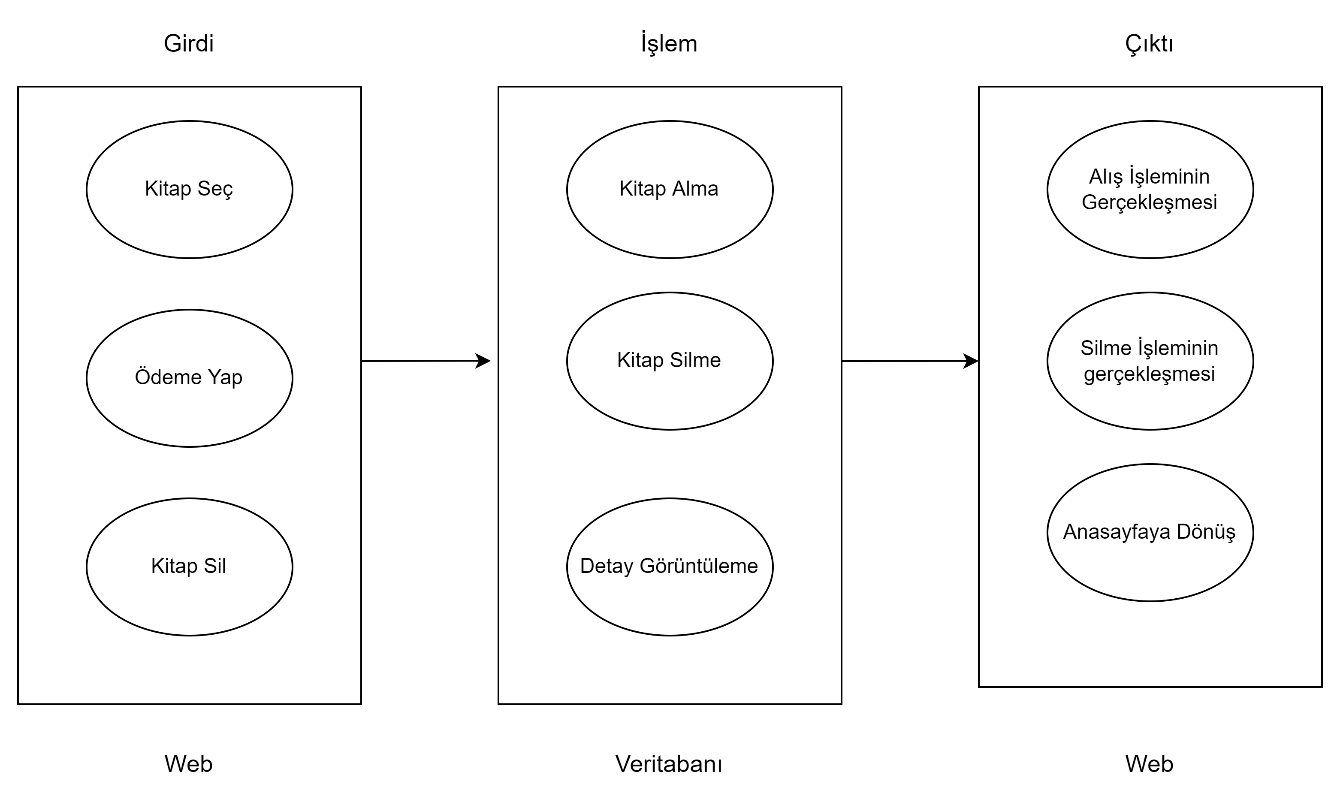 Girdi
İşlem
Çıktı
Kitap Seç
Ödeme Yap
Kitap Sil
Kitap Alma
Kitap Silme
Detay Görüntüleme
Alış İşleminin
Gerçekleşmesi
Silme İşleminin
gerçekleşmesi
Anasayfaya Dönüş
Web
Veritabanı
Web